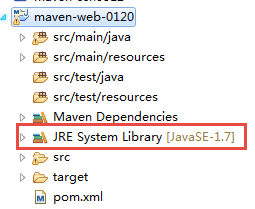 maven-web-0120
src/main/java
src/main/resources
src/test/java
src/test/resources
Maven Dependencies
JRE System Library [JavaSE-1.7]
src
target
pom.xml